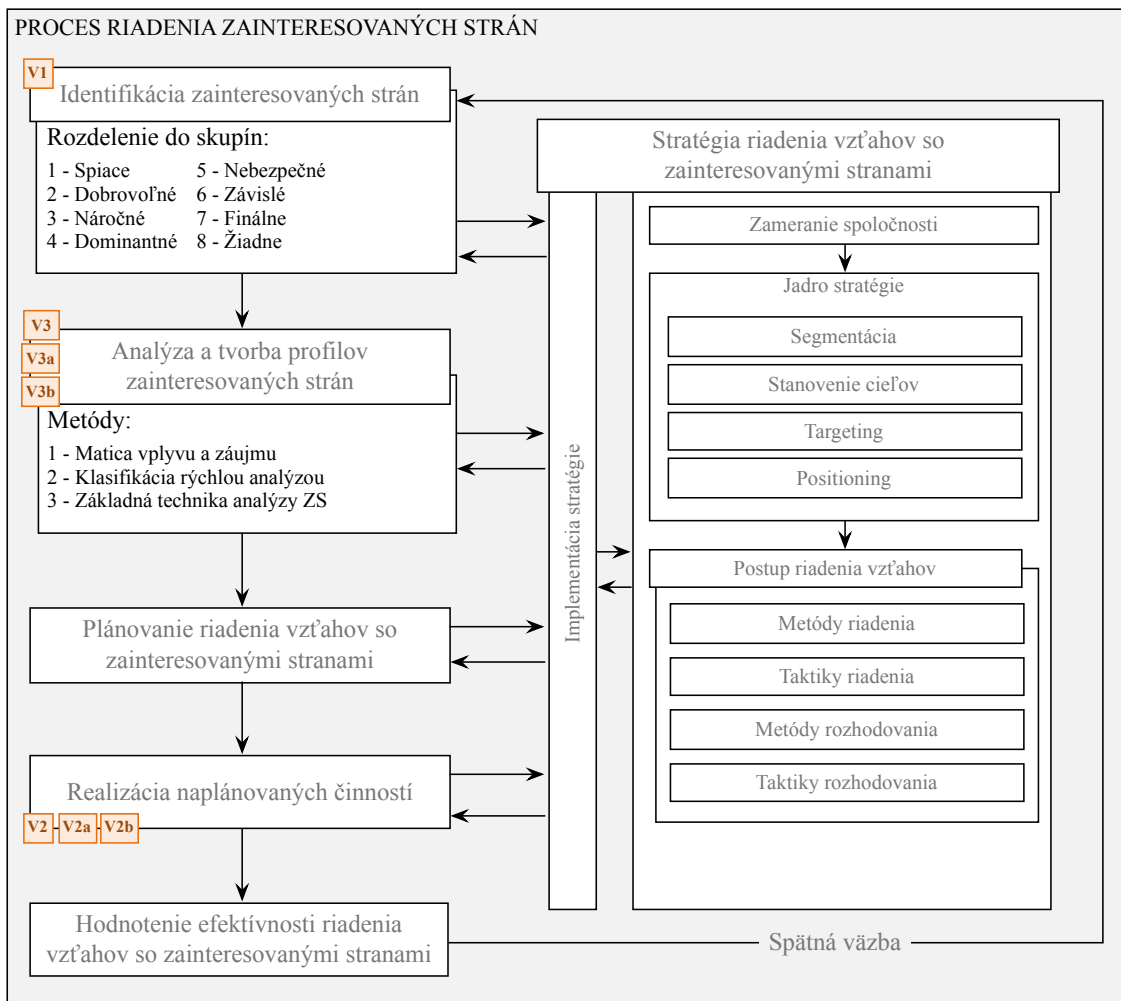 PROCES RIADENIA ZAINTERESOVANÝCH STRÁN
V1
Identifikácia zainteresovaných strán
Rozdelenie do skupín:
1 - Spiace
2 - Dobrovoľné
3 - Náročné
4 - Dominantné
5 - Nebezpečné
6 - Závislé
7 - Finálne
8 - Žiadne
V3
V3a
V3b
Analýza a tvorba profilov
zainteresovaných strán
Metódy:
1 - Matica vplyvu a záujmu
2 - Klasifikácia rýchlou analýzou
3 - Základná technika analýzy ZS
Plánovanie riadenia vzťahov so
zainteresovanými stranami
Realizácia naplánovaných činností
V2
V2a
V2b
Hodnotenie efektívnosti riadenia
vzťahov so zainteresovanými stranami
Spätná väzba
Implementácia stratégie
Stratégia riadenia vzťahov so
zainteresovanými stranami
Zameranie spoločnosti
Jadro stratégie
Segmentácia
Stanovenie cieľov
Targeting
Positioning
Postup riadenia vzťahov
Metódy riadenia
Taktiky riadenia
Metódy rozhodovania
Taktiky rozhodovania